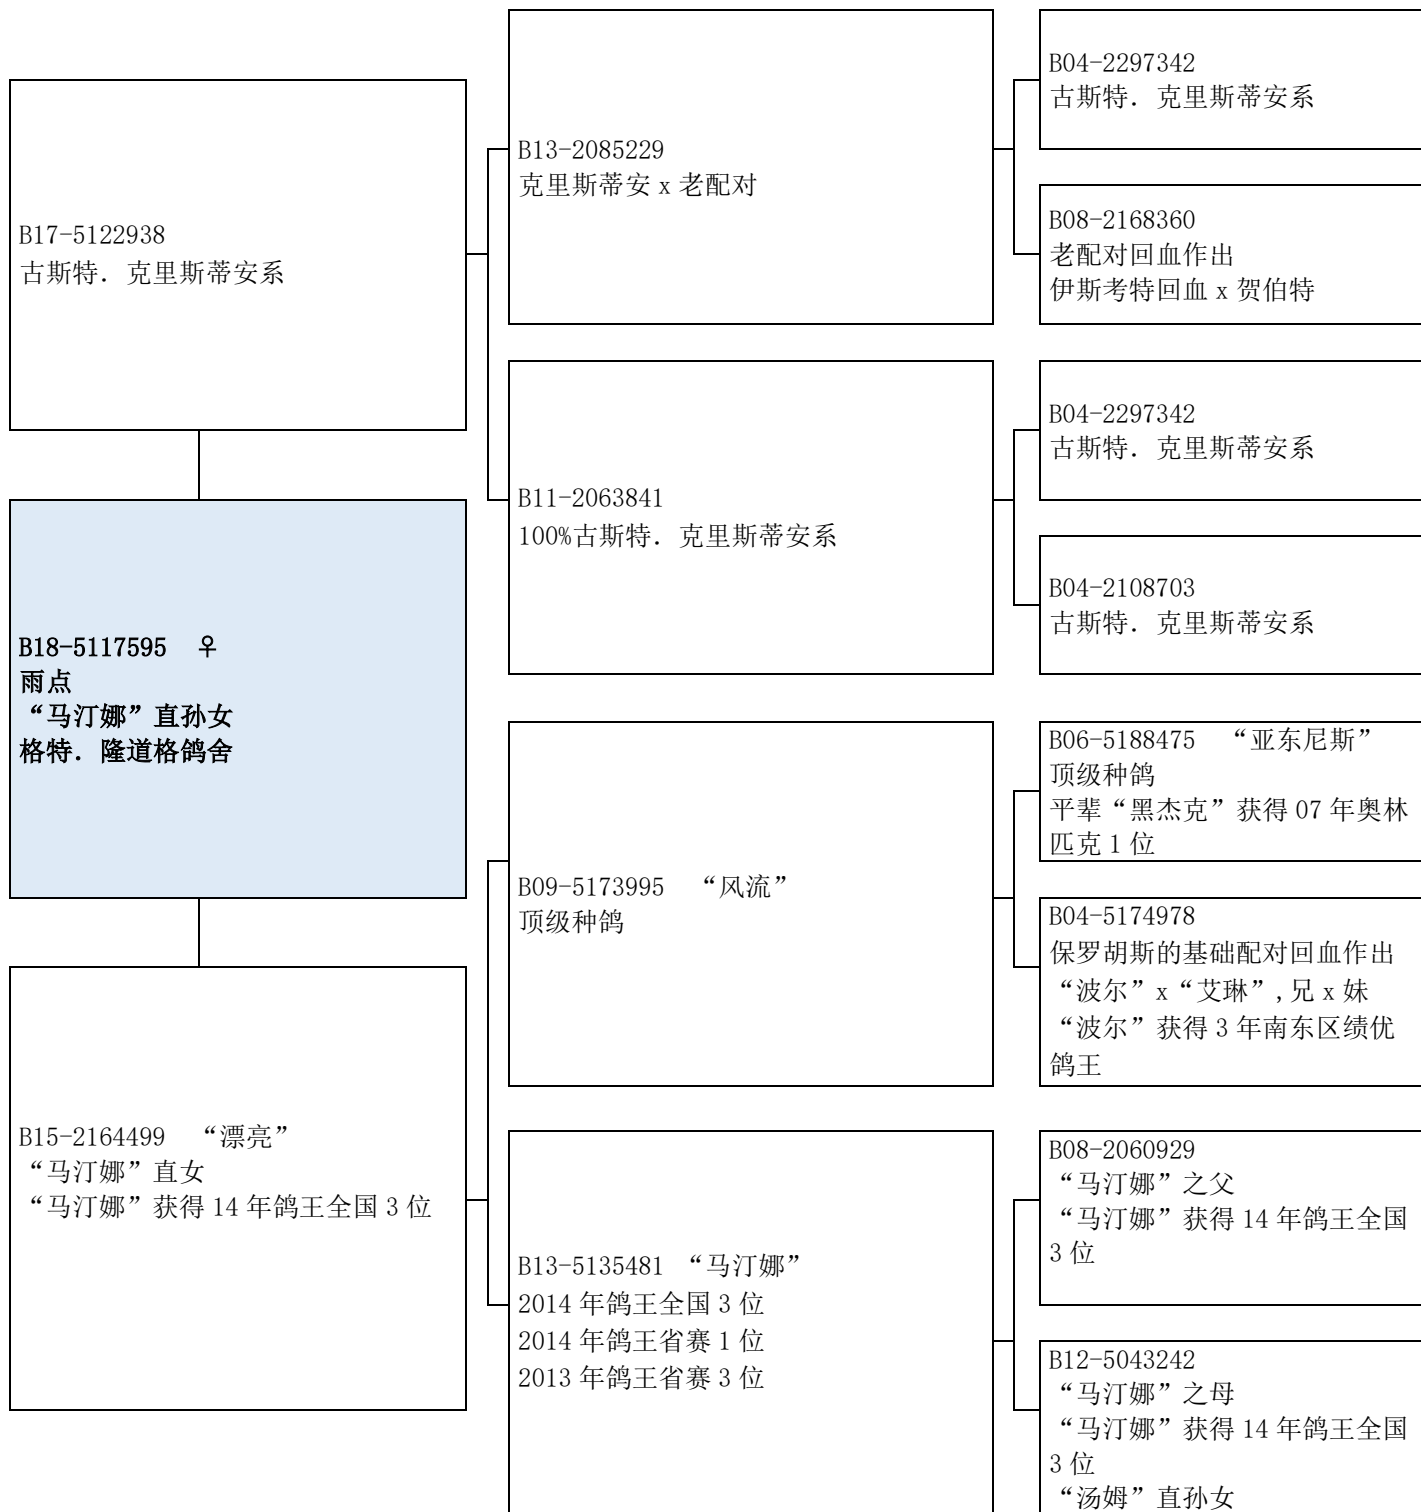 B17-5122938
古斯特．克里斯蒂安系
B18-5117595 ♀
雨点
“马汀娜”直孙女
格特．隆道格鸽舍
B15-2164499 “漂亮”
“马汀娜”直女
“马汀娜”获得 14 年鸽王全国 3 位
B13-2085229
克里斯蒂安 x 老配对
B11-2063841
100%古斯特．克里斯蒂安系
B09-5173995 “风流”
顶级种鸽
B13-5135481 “马汀娜”
2014 年鸽王全国 3 位
2014 年鸽王省赛 1 位
2013 年鸽王省赛 3 位
B04-2297342
古斯特．克里斯蒂安系
B08-2168360
老配对回血作出
伊斯考特回血 x 贺伯特
B04-2297342
古斯特．克里斯蒂安系
B04-2108703
古斯特．克里斯蒂安系
B06-5188475 “亚东尼斯”
顶级种鸽
平辈“黑杰克”获得 07 年奥林
匹克 1 位
B04-5174978
保罗胡斯的基础配对回血作出
“波尔”x“艾琳”,兄 x 妹
“波尔”获得 3 年南东区绩优
鸽王
B08-2060929
“马汀娜”之父
“马汀娜”获得 14 年鸽王全国
3 位
B12-5043242
“马汀娜”之母
“马汀娜”获得 14 年鸽王全国
3 位
“汤姆”直孙女